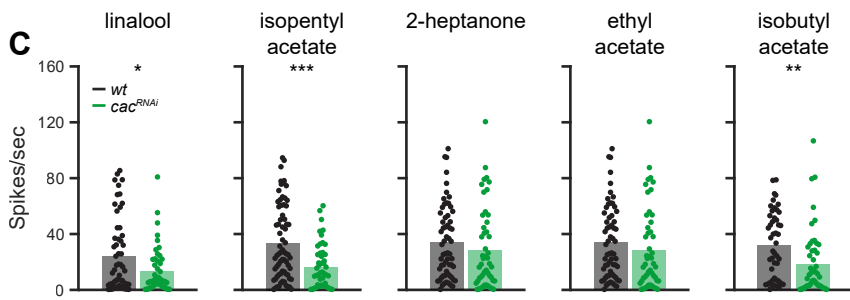 C
linalool
isopentyl
acetate
2-heptanone
ethyl
acetate
isobutyl
acetate
* *** **
Spikes/sec
160
120
80
40
0
wt
cacRNAi